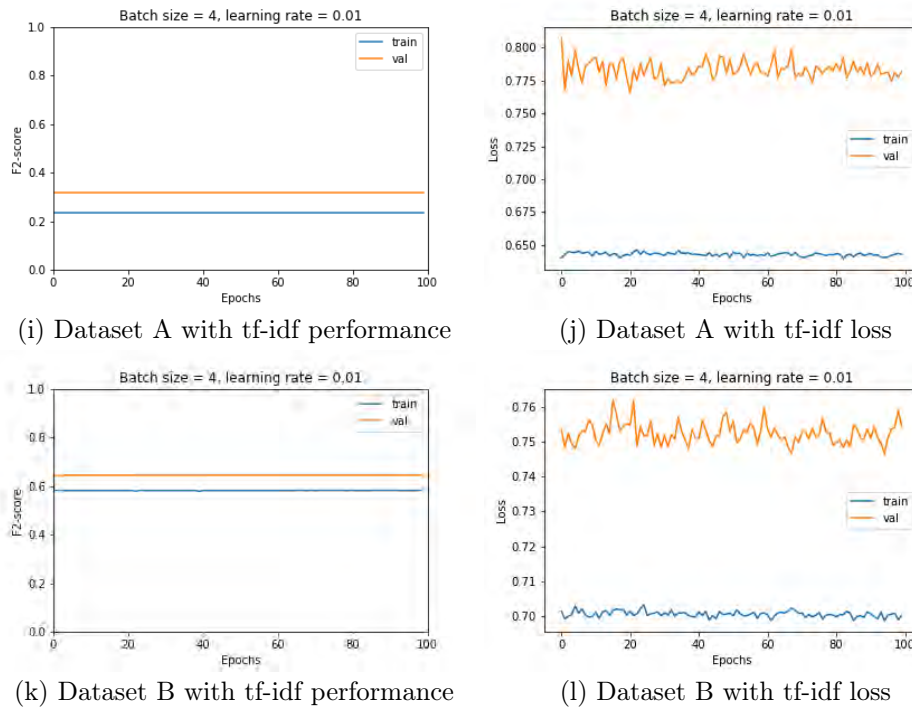 Batch size = 4, learning rate = 0.01
1.0
0.8
0.6
0.4
0.2
0.0
F2-score
train
val
0 20 40 60 80 100
Epochs
(i) Dataset A with tf-idf performance
Batch size = 4, learning rate = 0.01
0.800
0.775
0.750
0.725
0.700
0.675
0.650
Loss
train
val
0 20 40 60 80 100
Epochs
(j) Dataset A with tf-idf loss
Batch size = 4, learning rate = 0.01
1.0
0.8
0.6
0.4
0.2
0.0
F2-score
train
val
0 20 40 60 80 100
Epochs
(k) Dataset B with tf-idf performance
Batch size = 4, learning rate = 0.01
0.76
0.75
0.74
0.73
0.72
0.71
0.70
Loss
train
val
0 20 40 60 80 100
Epochs
(l) Dataset B with tf-idf loss